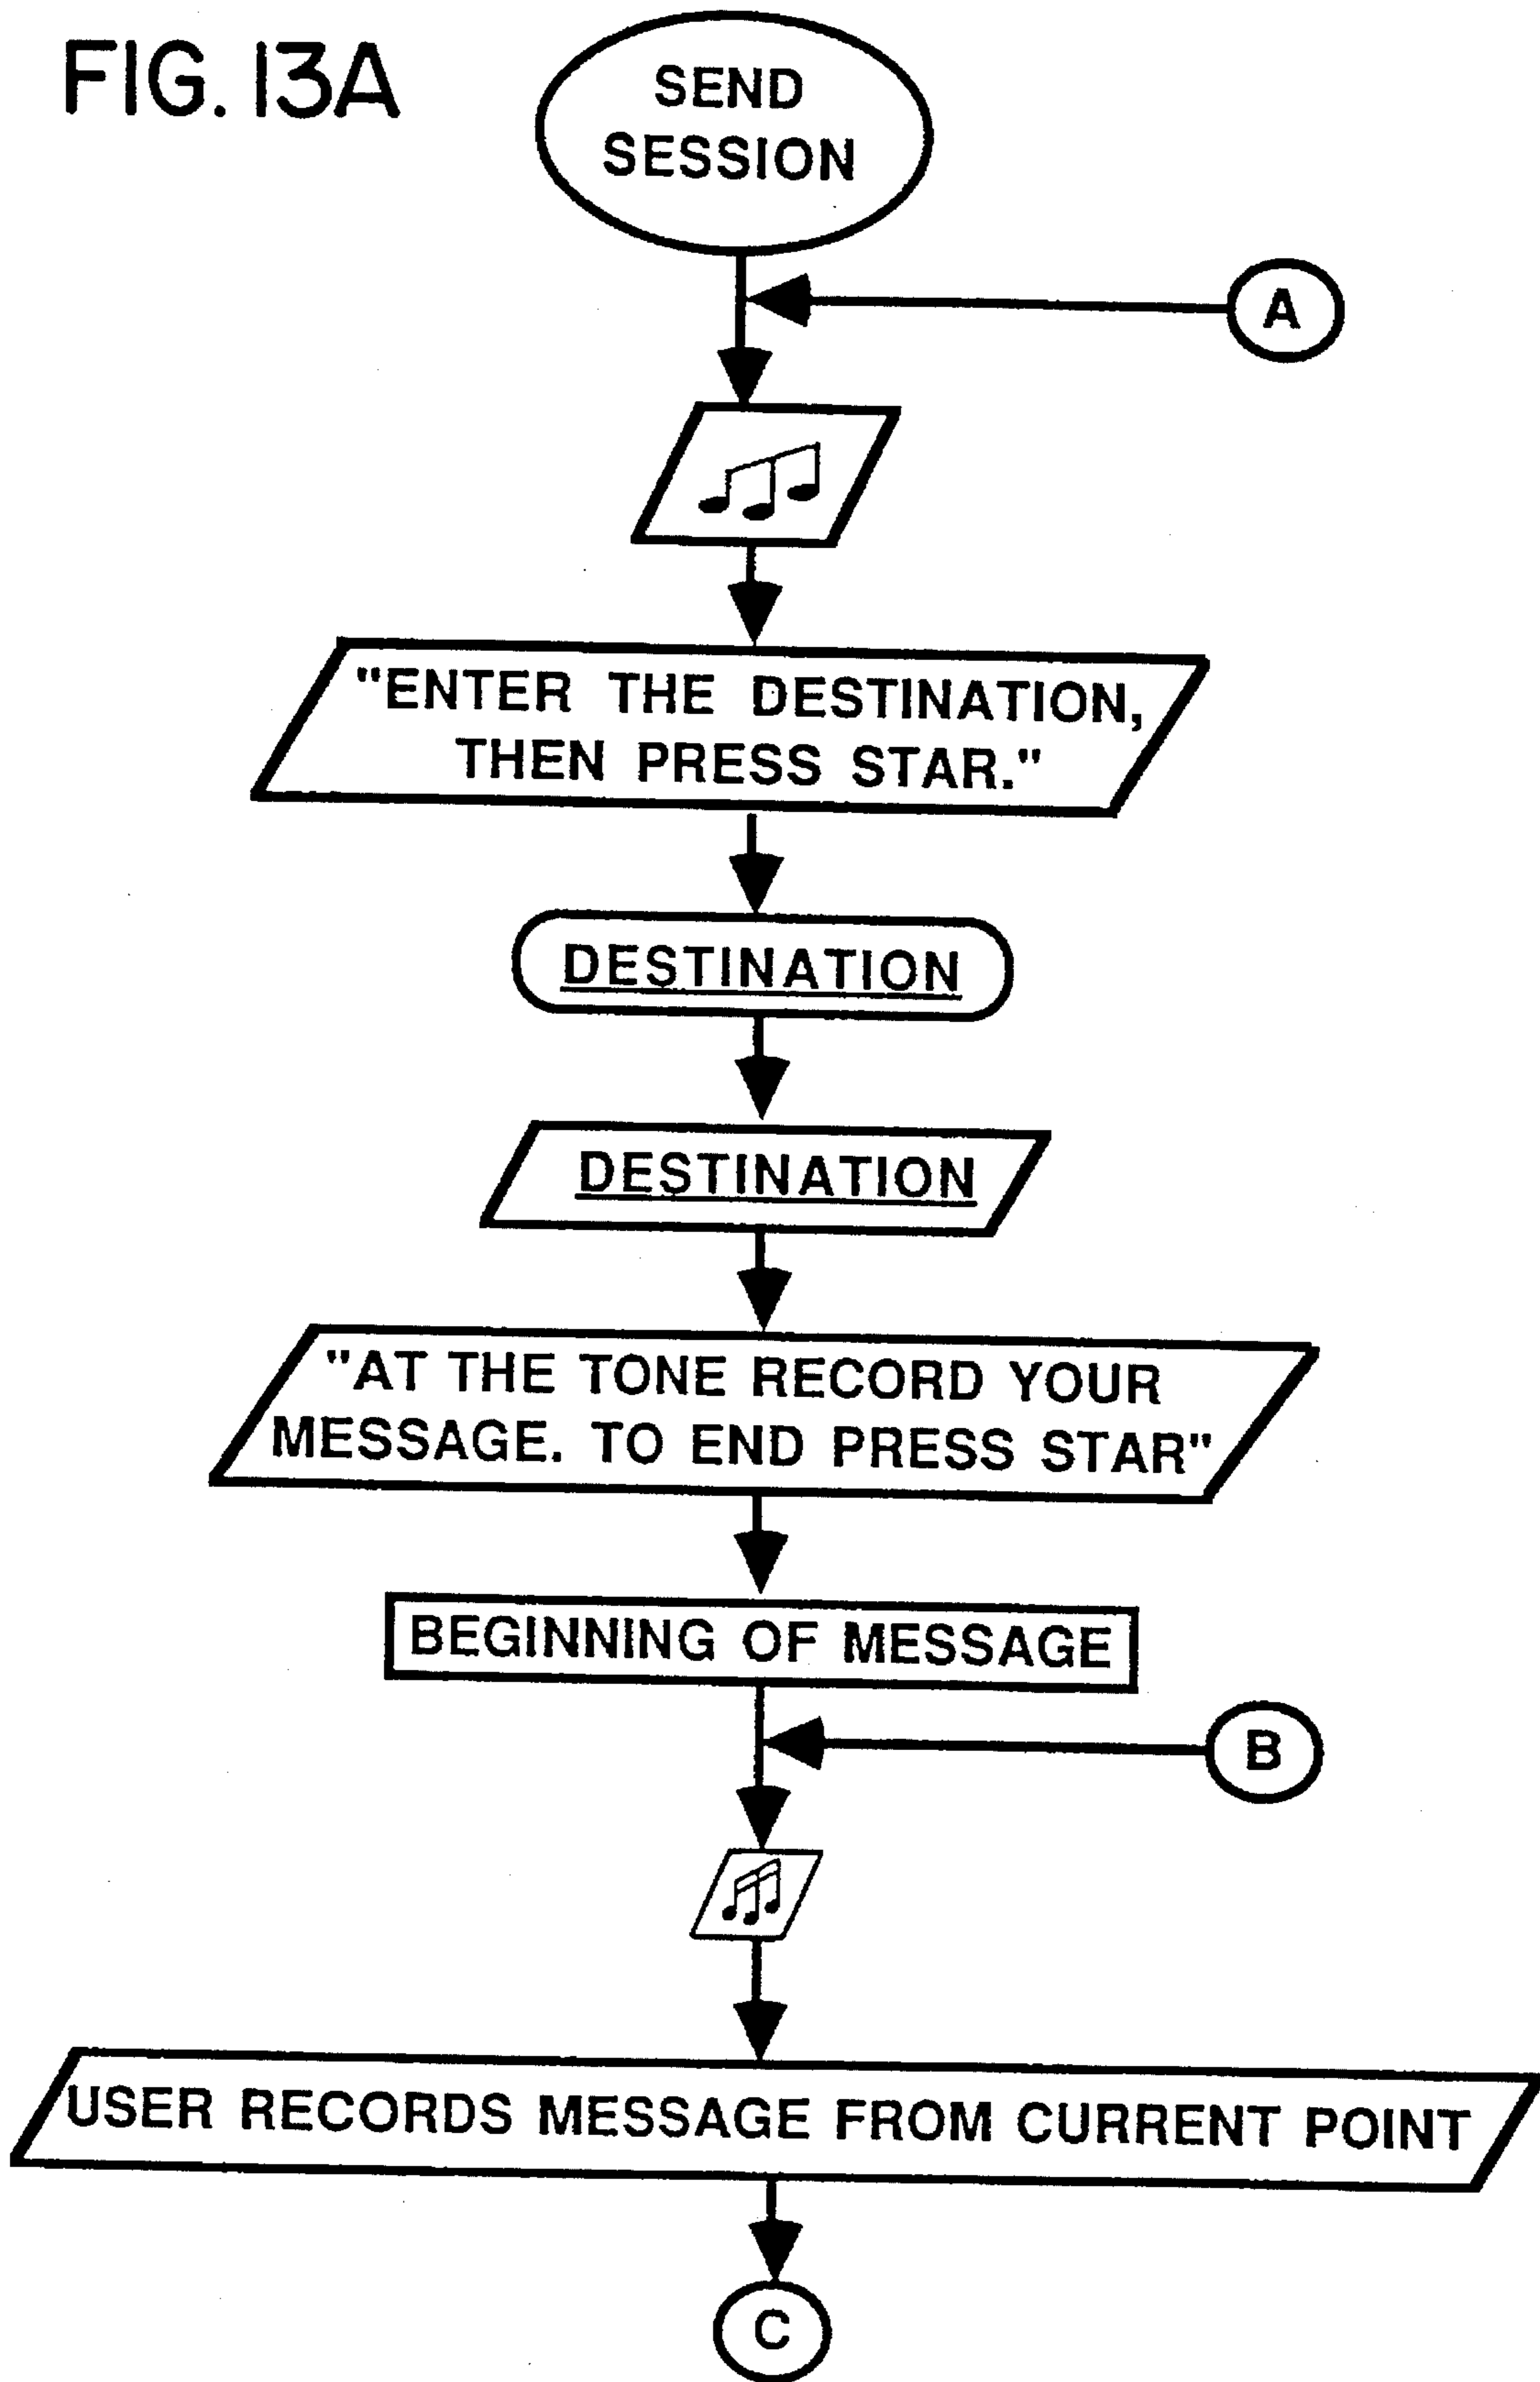 FIG. 13A
SEND
SESSION
A
"ENTER THE DESTINATION,
THEN PRESS STAR."
DESTINATION
DESTINATION
"AT THE TONE RECORD YOUR
MESSAGE. TO END PRESS STAR"
BEGINNING OF MESSAGE
B
USER RECORDS MESSAGE FROM CURRENT POINT
C